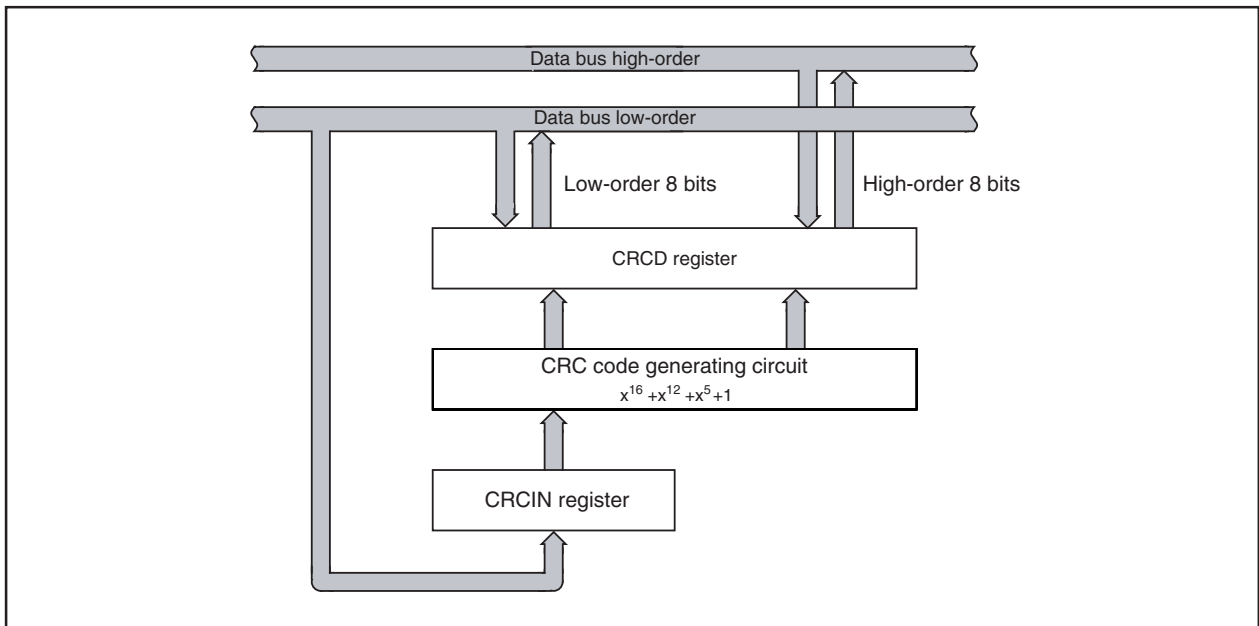 Data bus high-order
Data bus low-order
Low-order 8 bits
High-order 8 bits
CRCD register
CRC code generating circuit
x¹⁶ +x¹² +x⁵+1
CRCIN register